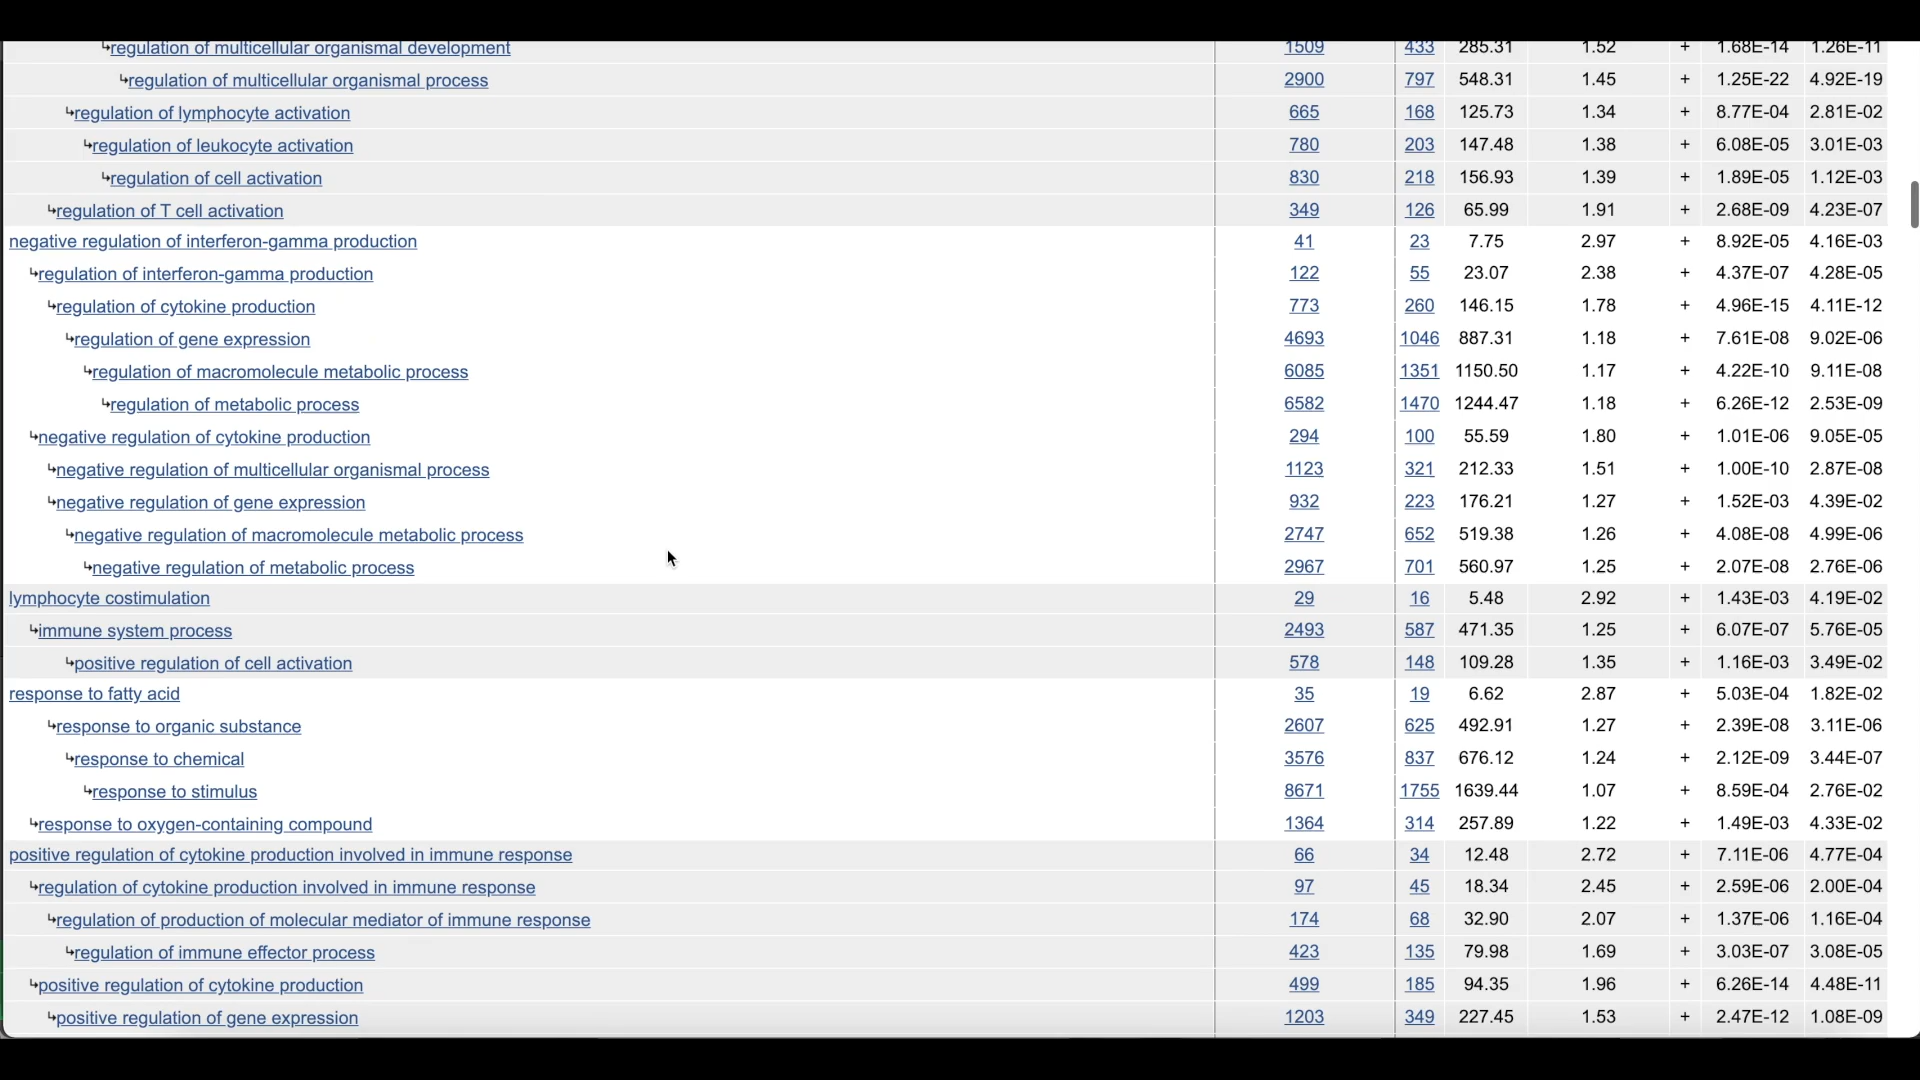 ↳regulation of multicellular organismal development 1509 433 285.31 1.52 + 1.68E-14 1.26E-11
↳regulation of multicellular organismal process 2900 797 548.31 1.45 + 1.25E-22 4.92E-19
↳regulation of lymphocyte activation 665 168 125.73 1.34 + 8.77E-04 2.81E-02
↳regulation of leukocyte activation 780 203 147.48 1.38 + 6.08E-05 3.01E-03
↳regulation of cell activation 830 218 156.93 1.39 + 1.89E-05 1.12E-03
↳regulation of T cell activation 349 126 65.99 1.91 + 2.68E-09 4.23E-07
negative regulation of interferon-gamma production 41 23 7.75 2.97 + 8.92E-05 4.16E-03
↳regulation of interferon-gamma production 122 55 23.07 2.38 + 4.37E-07 4.28E-05
↳regulation of cytokine production 773 260 146.15 1.78 + 4.96E-15 4.11E-12
↳regulation of gene expression 4693 1046 887.31 1.18 + 7.61E-08 9.02E-06
↳regulation of macromolecule metabolic process 6085 1351 1150.50 1.17 + 4.22E-10 9.11E-08
↳regulation of metabolic process 6582 1470 1244.47 1.18 + 6.26E-12 2.53E-09
↳negative regulation of cytokine production 294 100 55.59 1.80 + 1.01E-06 9.05E-05
↳negative regulation of multicellular organismal process 1123 321 212.33 1.51 + 1.00E-10 2.87E-08
↳negative regulation of gene expression 932 223 176.21 1.27 + 1.52E-03 4.39E-02
↳negative regulation of macromolecule metabolic process 2747 652 519.38 1.26 + 4.08E-08 4.99E-06
↳negative regulation of metabolic process 2967 701 560.97 1.25 + 2.07E-08 2.76E-06
lymphocyte costimulation 29 16 5.48 2.92 + 1.43E-03 4.19E-02
↳immune system process 2493 587 471.35 1.25 + 6.07E-07 5.76E-05
↳positive regulation of cell activation 578 148 109.28 1.35 + 1.16E-03 3.49E-02
response to fatty acid 35 19 6.62 2.87 + 5.03E-04 1.82E-02
↳response to organic substance 2607 625 492.91 1.27 + 2.39E-08 3.11E-06
↳response to chemical 3576 837 676.12 1.24 + 2.12E-09 3.44E-07
↳response to stimulus 8671 1755 1639.44 1.07 + 8.59E-04 2.76E-02
↳response to oxygen-containing compound 1364 314 257.89 1.22 + 1.49E-03 4.33E-02
positive regulation of cytokine production involved in immune response 66 34 12.48 2.72 + 7.11E-06 4.77E-04
↳regulation of cytokine production involved in immune response 97 45 18.34 2.45 + 2.59E-06 2.00E-04
↳regulation of production of molecular mediator of immune response 174 68 32.90 2.07 + 1.37E-06 1.16E-04
↳regulation of immune effector process 423 135 79.98 1.69 + 3.03E-07 3.08E-05
↳positive regulation of cytokine production 499 185 94.35 1.96 + 6.26E-14 4.48E-11
↳positive regulation of gene expression 1203 349 227.45 1.53 + 2.47E-12 1.08E-09